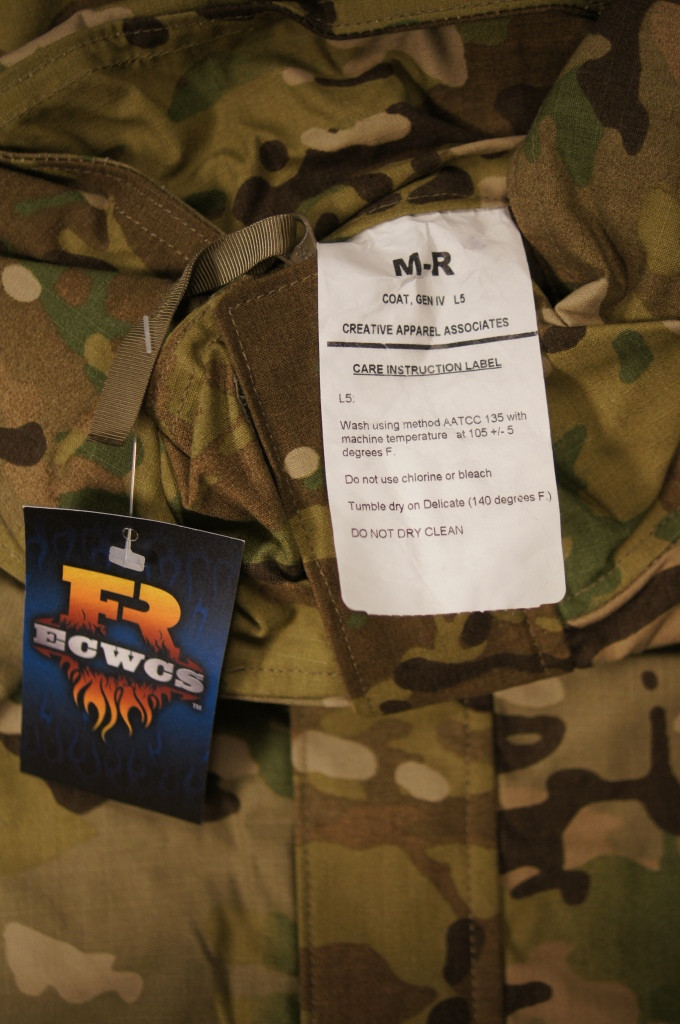 M-R
COAT, GEN IV L5
CREATIVE APPAREL ASSOCIATES
CARE INSTRUCTION LABEL
L5:
Wash using method AATCC 135 with
machine temperature at 105 +/- 5
degrees F.
Do not use chlorine or bleach
Tumble dry on Delicate (140 degrees F.)
DO NOT DRY CLEAN
FR
ECWCS
TM